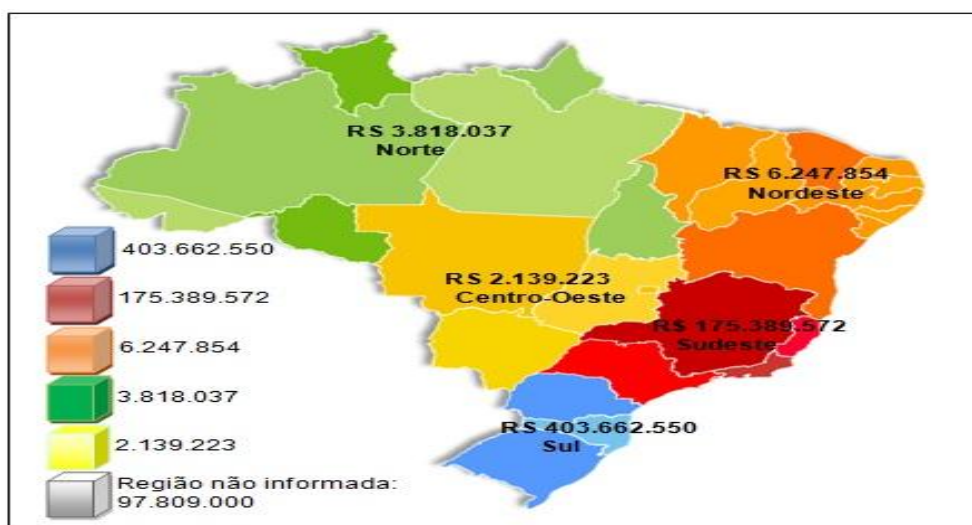 R$ 3.818.037
Norte
R$ 6.247.854
Nordeste
R$ 2.139.223
Centro-Oeste
R$ 175.389.572
Sudeste
R$ 403.662.550
Sul
403.662.550
175.389.572
6.247.854
3.818.037
2.139.223
Região não informada:
97.809.000